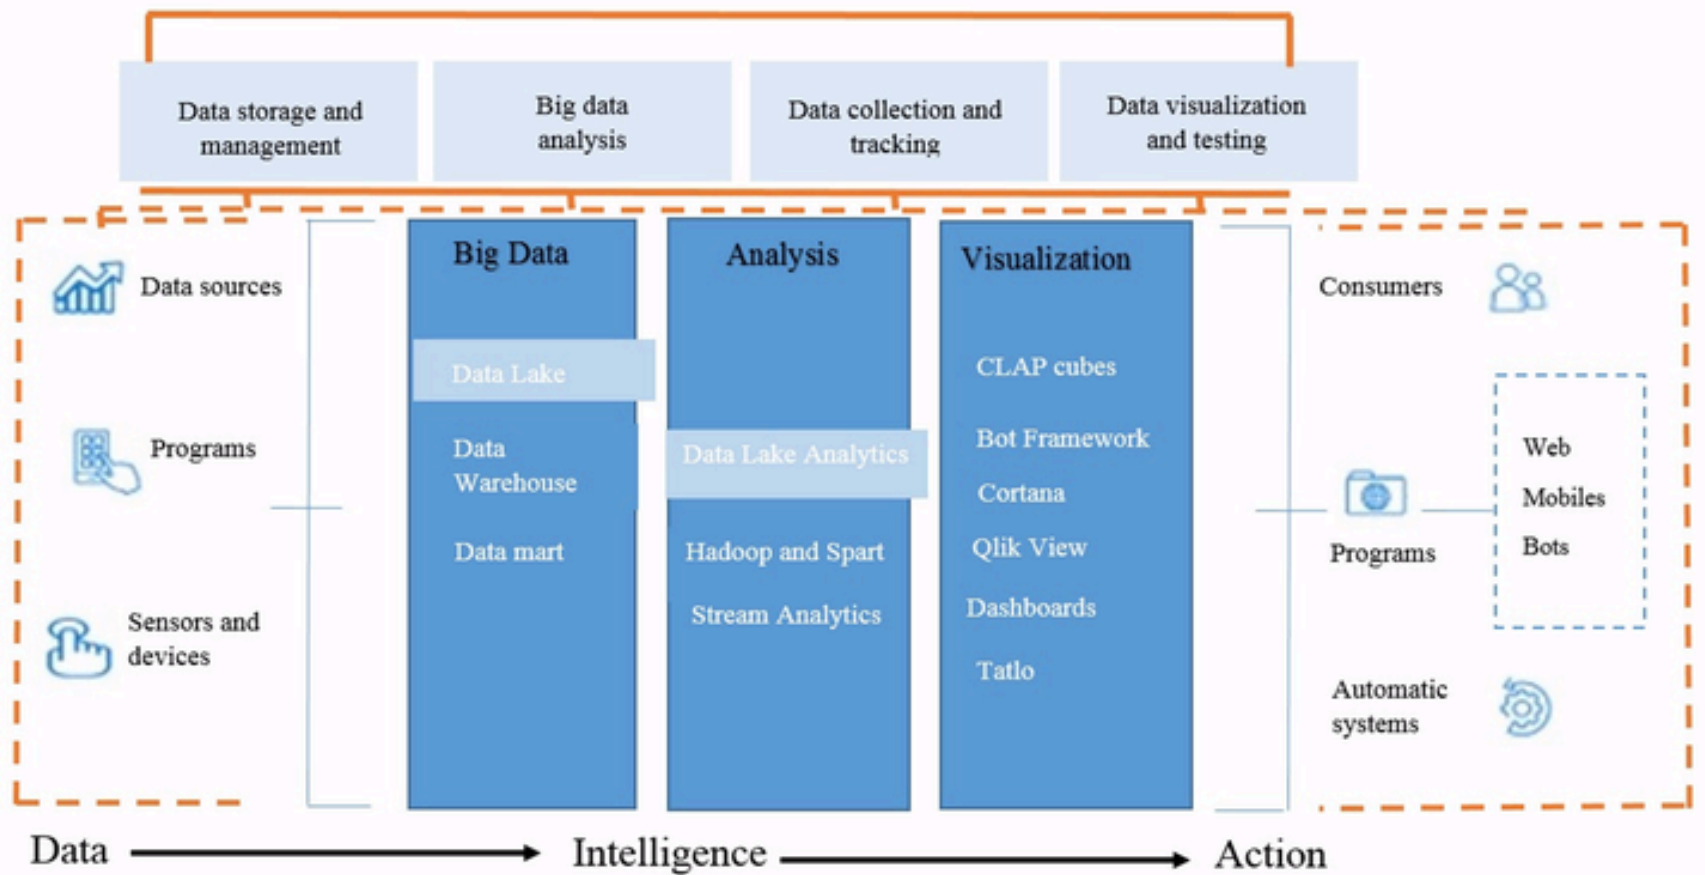 Data storage and
management
Big data
analysis
Data collection and
tracking
Data visualization
and testing
Data sources
Programs
Sensors and
devices
Big Data
Data Lake
Data
Warehouse
Data mart
Analysis
Data Lake Analytics
Hadoop and Spart
Stream Analytics
Visualization
CLAP cubes
Bot Framework
Cortana
Qlik View
Dashboards
Tatlo
Consumers
Programs
Web
Mobiles
Bots
Automatic
systems
Data
Intelligence
Action